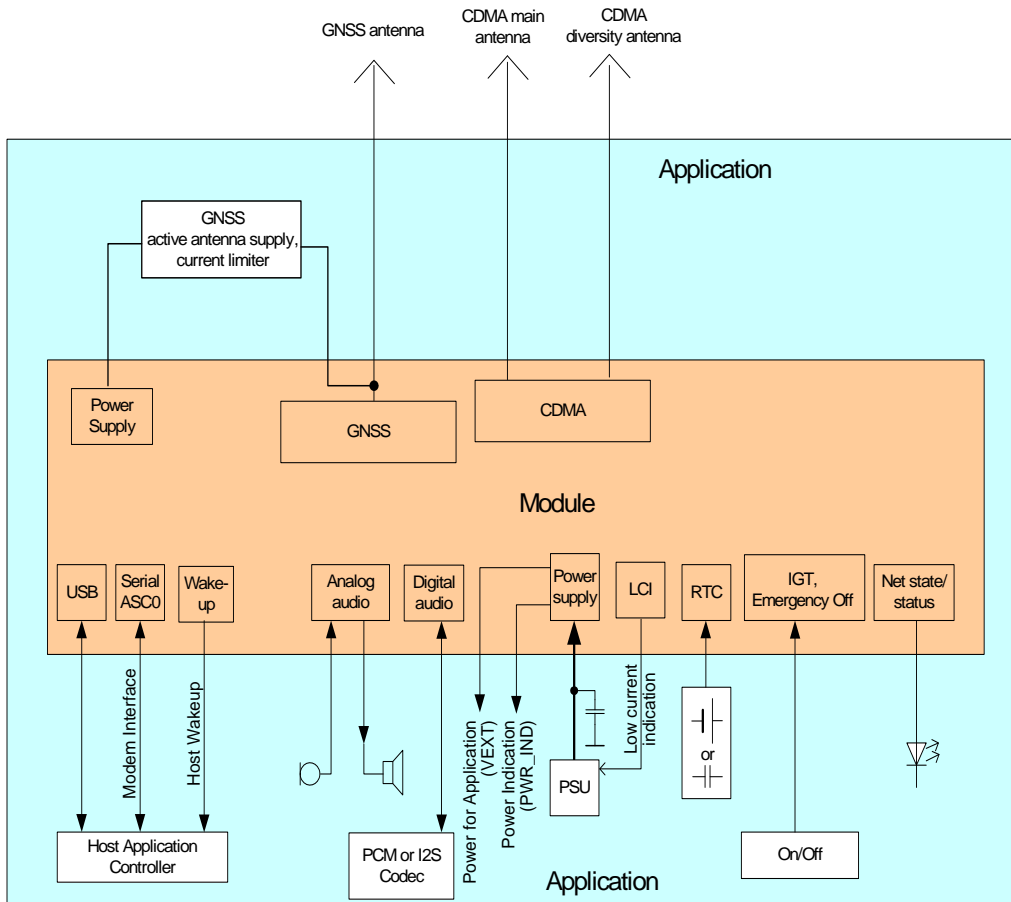 GNSS antenna
CDMA main
antenna
CDMA
diversity antenna
Application
GNSS
active antenna supply,
current limiter
Power
Supply
GNSS
CDMA
Module
USB
Serial
ASC0
Wake-
up
Analog
audio
Digital
audio
Power
supply
LCI
RTC
IGT,
Emergency Off
Net state/
status
Modem Interface
Host Wakeup
Power for Application
(VEXT)
Power Indication
(PWR_IND)
Low current
indication
PSU
or
Host Application
Controller
PCM or I2S
Codec
On/Off
Application